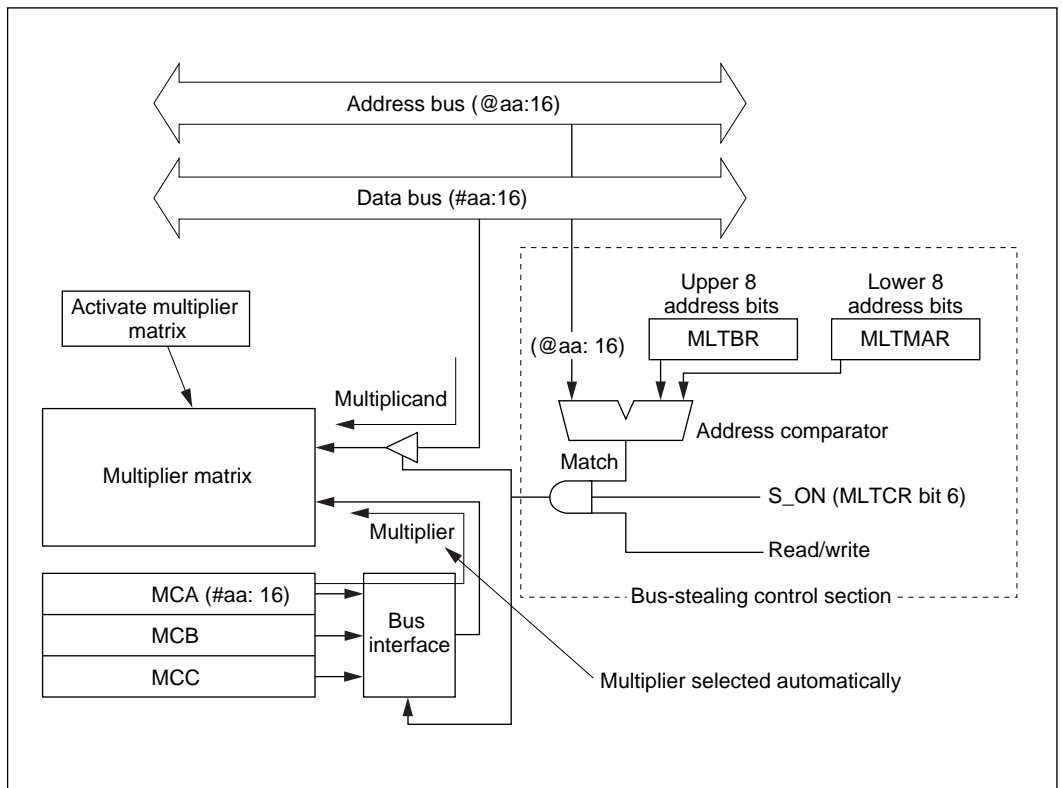 Address bus (@aa:16)
Data bus (#aa:16)
Upper 8
address bits
Lower 8
address bits
Activate multiplier
matrix
MLTBR
MLTMAR
(@aa: 16)
Multiplicand
Address comparator
Match
Multiplier matrix
S_ON (MLTCR bit 6)
Multiplier
Read/write
MCA (#aa: 16)
Bus-stealing control section
Bus
interface
MCB
MCC
Multiplier selected automatically